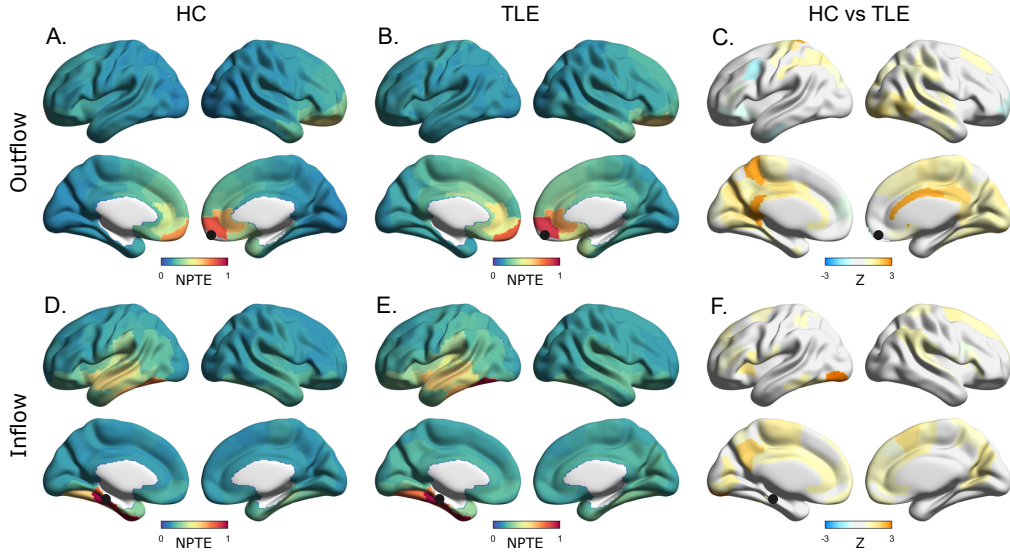 HC
TLE
HC vs TLE
A.
B.
C.
Outflow
0
1
NPTE
0
1
NPTE
-3
3
Z
D.
E.
F.
Inflow
0
1
NPTE
0
1
NPTE
-3
3
Z